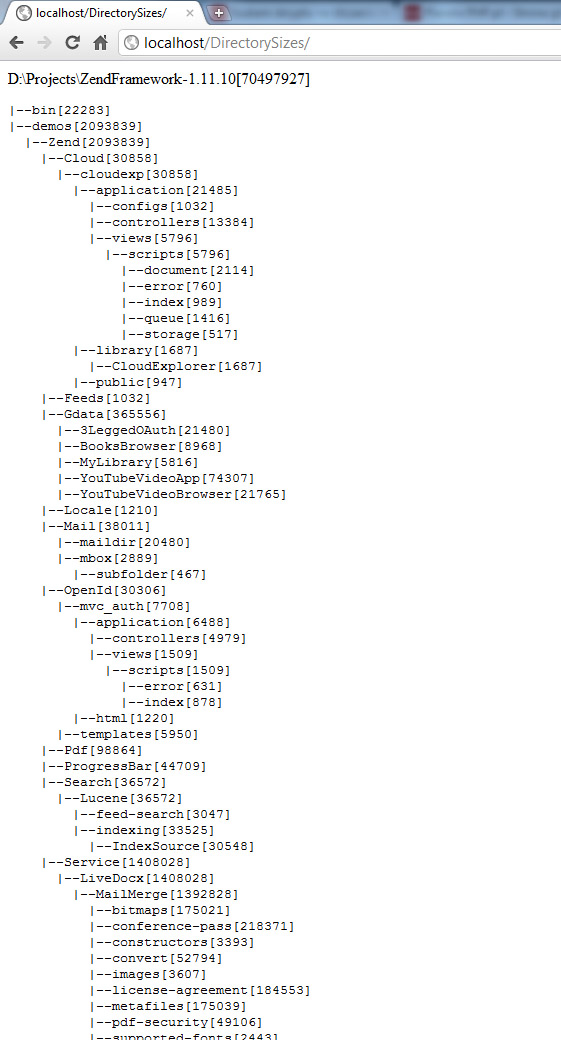 localhost/DirectorySizes/
localhost/DirectorySizes/
D:\Projects\ZendFramework-1.11.10[70497927]
|--bin[22283]
|--demos[2093839]
|--Zend[2093839]
|--Cloud[30858]
|--cloudexp[30858]
|--application[21485]
|--configs[1032]
|--controllers[13384]
|--views[5796]
|--scripts[5796]
|--document[2114]
|--error[760]
|--index[989]
|--queue[1416]
|--storage[517]
|--library[1687]
|--CloudExplorer[1687]
|--public[947]
|--Feeds[1032]
|--Gdata[365556]
|--3LeggedOAuth[21480]
|--BooksBrowser[8968]
|--MyLibrary[5816]
|--YouTubeVideoApp[74307]
|--YouTubeVideoBrowser[21765]
|--Locale[1210]
|--Mail[38011]
|--maildir[20480]
|--mbox[2889]
|--subfolder[467]
|--OpenId[30306]
|--mvc_auth[7708]
|--application[6488]
|--controllers[4979]
|--views[1509]
|--scripts[1509]
|--error[631]
|--index[878]
|--html[1220]
|--templates[5950]
|--Pdf[98864]
|--ProgressBar[44709]
|--Search[36572]
|--Lucene[36572]
|--feed-search[3047]
|--indexing[33525]
|--IndexSource[30548]
|--Service[1408028]
|--LiveDocx[1408028]
|--MailMerge[1392828]
|--bitmaps[175021]
|--conference-pass[218371]
|--constructors[3393]
|--convert[52794]
|--images[3607]
|--license-agreement[184553]
|--metafiles[175039]
|--pdf-security[49106]
|--supported-fonts[2443]